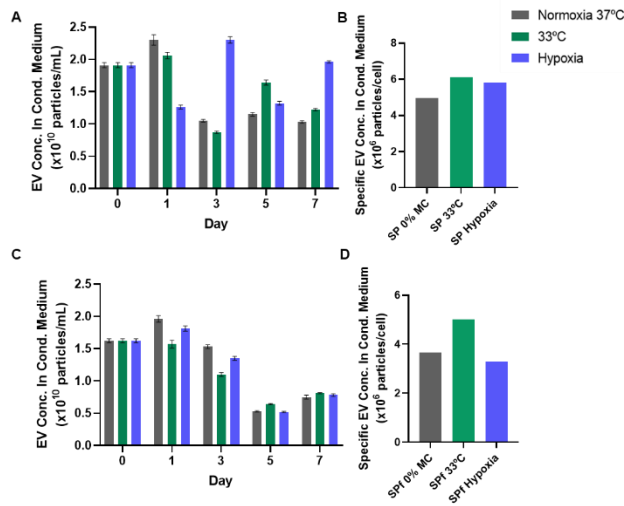 A
EV Conc. In Cond. Medium
(x10¹⁰ particles/mL)
2.5
2.0
1.5
1.0
0.5
0.0
0 1 3 5 7
Day
B
Specific EV Conc. In Cond. Medium
(x10⁶ particles/cell)
8
6
4
2
0
SP 0% MC
SP 33ºC
SP Hypoxia
Normoxia 37ºC
33ºC
Hypoxia
C
EV Conc. In Cond. Medium
(x10¹⁰ particles/mL)
2.5
2.0
1.5
1.0
0.5
0.0
0 1 3 5 7
Day
D
Specific EV Conc. In Cond. Medium
(x10⁶ particles/cell)
6
4
2
0
SPf 0% MC
SPf 33ºC
SPf Hypoxia